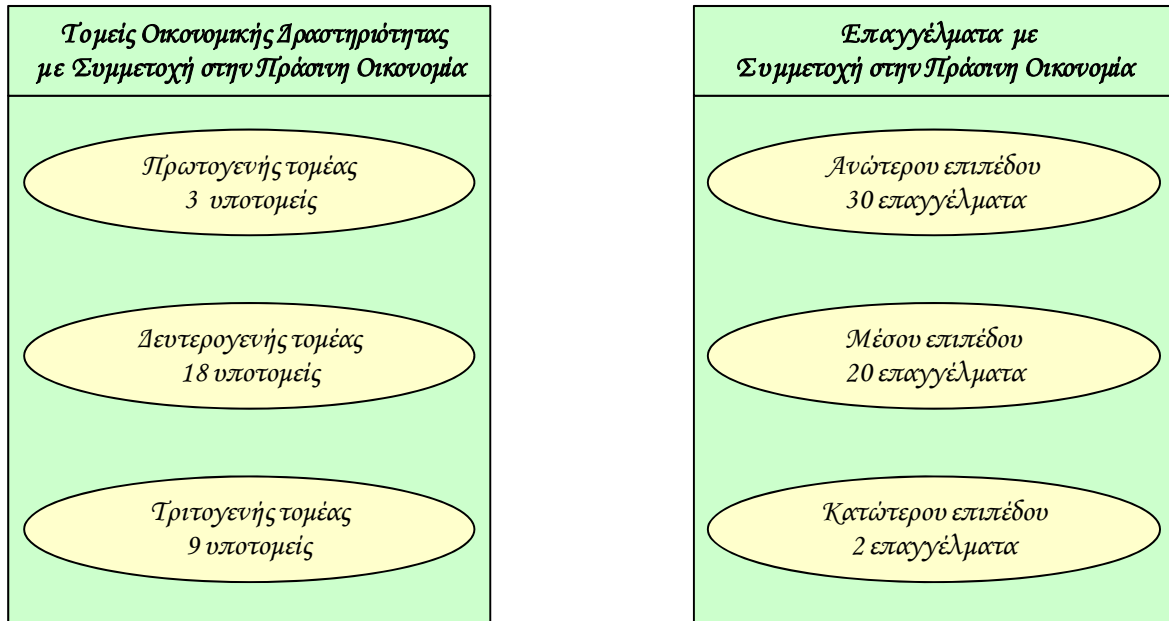 Τομείς Οικονομικής Δραστηριότητας
με Συμμετοχή στην Πράσινη Οικονομία
Πρωτογενής τομέας
3 υποτομείς
Δευτερογενής τομέας
18 υποτομείς
Τριτογενής τομέας
9 υποτομείς
Επαγγέλματα με
Συμμετοχή στην Πράσινη Οικονομία
Ανώτερου επιπέδου
30 επαγγέλματα
Μέσου επιπέδου
20 επαγγέλματα
Κατώτερου επιπέδου
2 επαγγέλματα